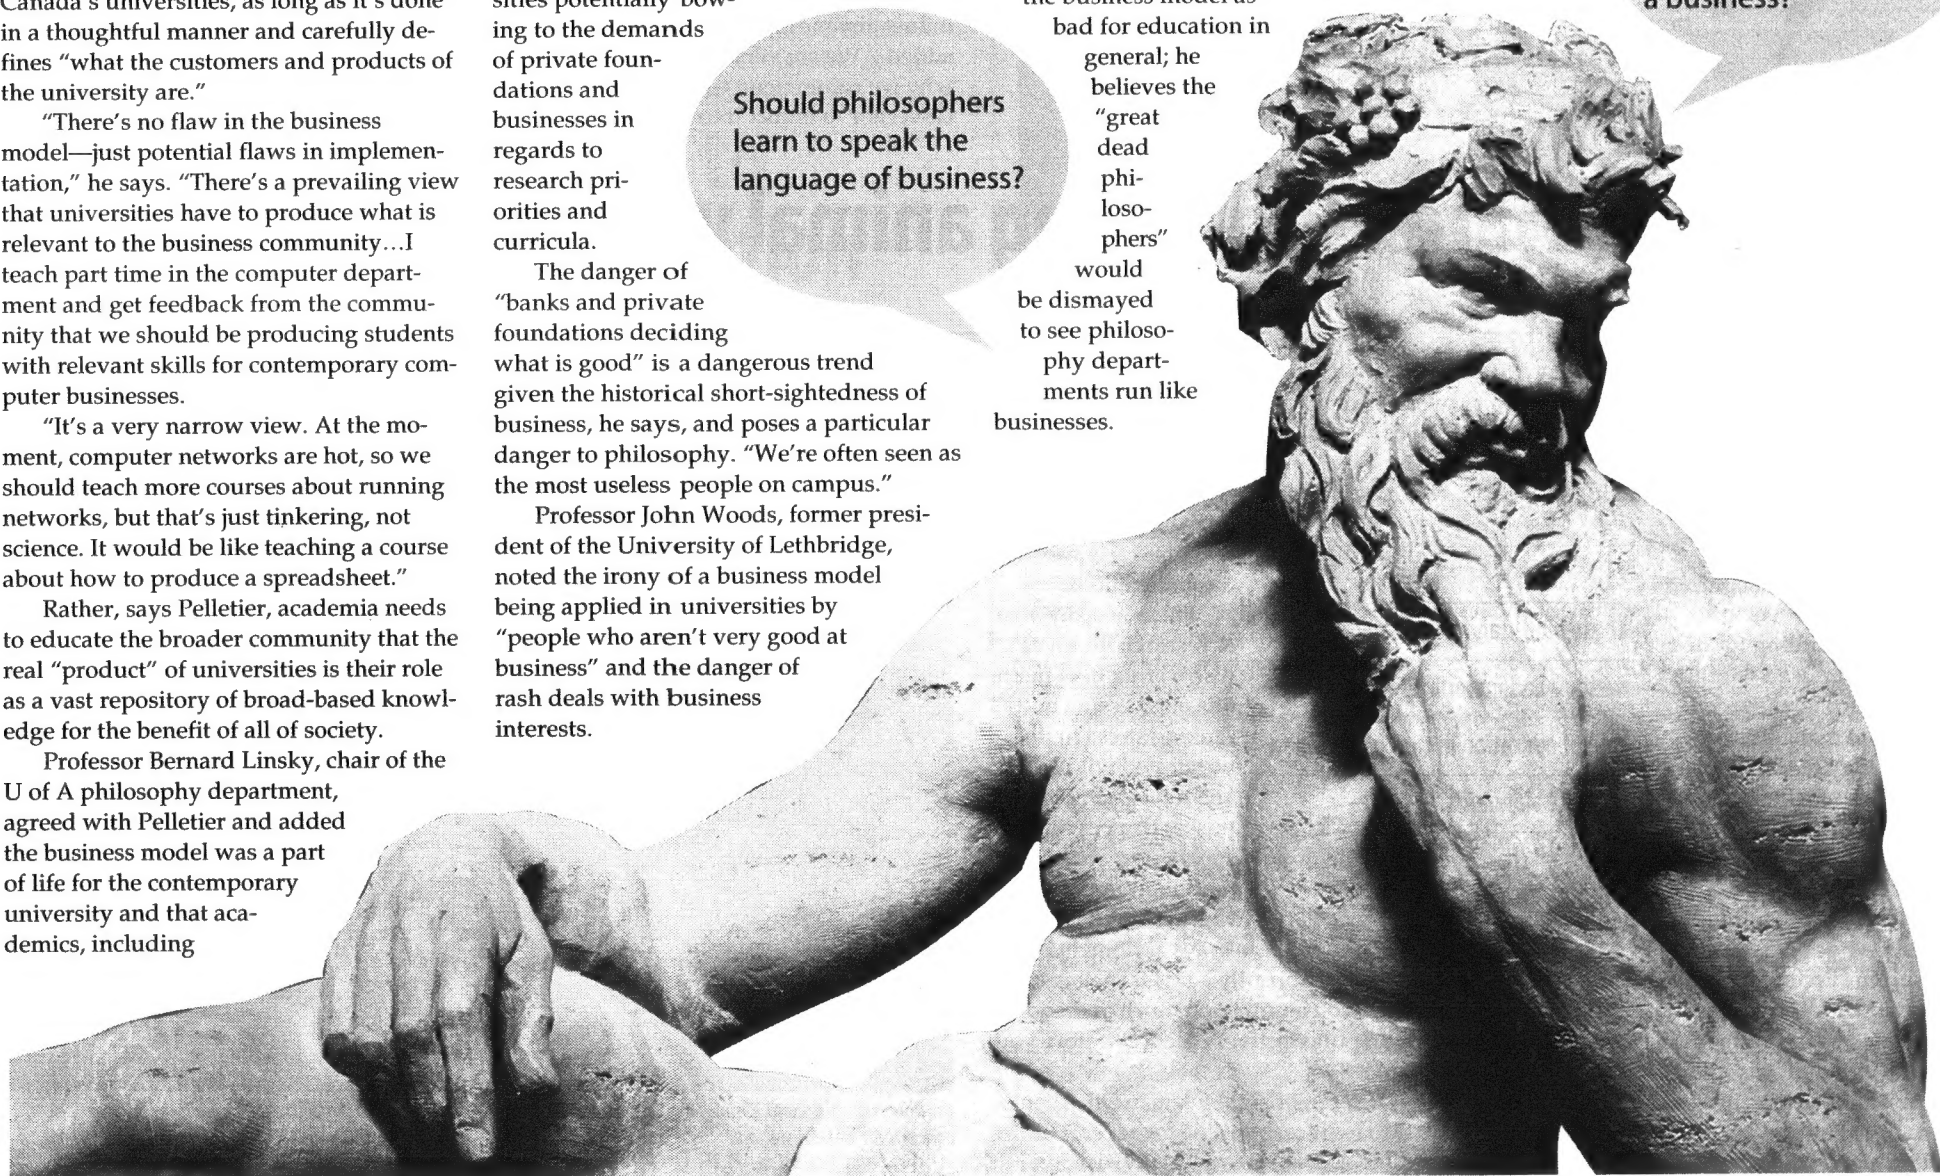 Canada's universities, as long as it's done
in a thoughtful manner and carefully de-
fines "what the customers and products of
the university are."
"There's no flaw in the business
model—just potential flaws in implemen-
tation," he says. "There's a prevailing view
that universities have to produce what is
relevant to the business community…I
teach part time in the computer depart-
ment and get feedback from the commu-
nity that we should be producing students
with relevant skills for contemporary com-
puter businesses.
"It's a very narrow view. At the mo-
ment, computer networks are hot, so we
should teach more courses about running
networks, but that's just tinkering, not
science. It would be like teaching a course
about how to produce a spreadsheet."
Rather, says Pelletier, academia needs
to educate the broader community that the
real "product" of universities is their role
as a vast repository of broad-based knowl-
edge for the benefit of all of society.
Professor Bernard Linsky, chair of the
U of A philosophy department,
agreed with Pelletier and added
the business model was a part
of life for the contemporary
university and that aca-
demics, including
sities potentially bow-
ing to the demands
of private foun-
dations and
businesses in
regards to
research pri-
orities and
curricula.
The danger of
"banks and private
foundations deciding
what is good" is a dangerous trend
given the historical short-sightedness of
business, he says, and poses a particular
danger to philosophy. "We're often seen as
the most useless people on campus."
Professor John Woods, former presi-
dent of the University of Lethbridge,
noted the irony of a business model
being applied in universities by
"people who aren't very good at
business" and the danger of
rash deals with business
interests.
Should philosophers
learn to speak the
language of business?
the business model as
bad for education in
general; he
believes the
"great
dead
phi-
loso-
phers"
would
be dismayed
to see philoso-
phy depart-
ments run like
businesses.
a business?